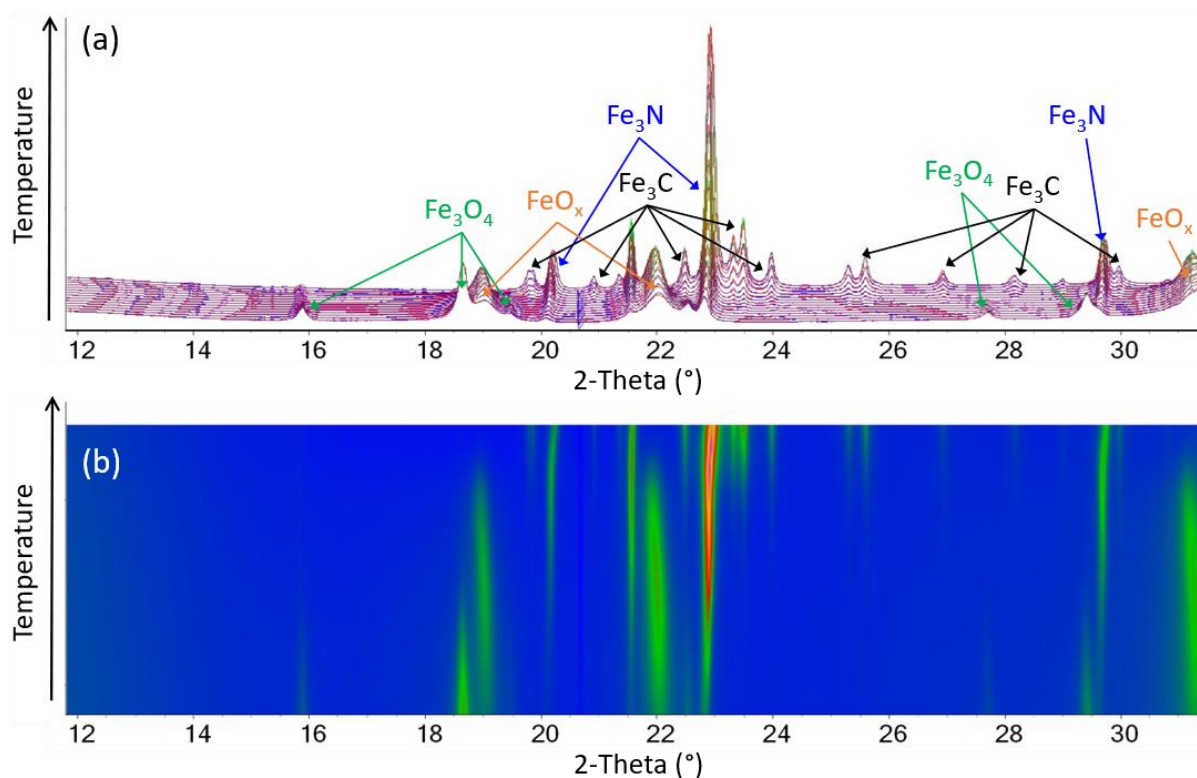 (a)
Temperature
Fe₃N
Fe₃N
Fe₃O₄
FeOₓ
Fe₃C
Fe₃O₄
Fe₃C
FeOₓ
12 14 16 18 20 22 24 26 28 30
2-Theta (°)
(b)
Temperature
12 14 16 18 20 22 24 26 28 30
2-Theta (°)